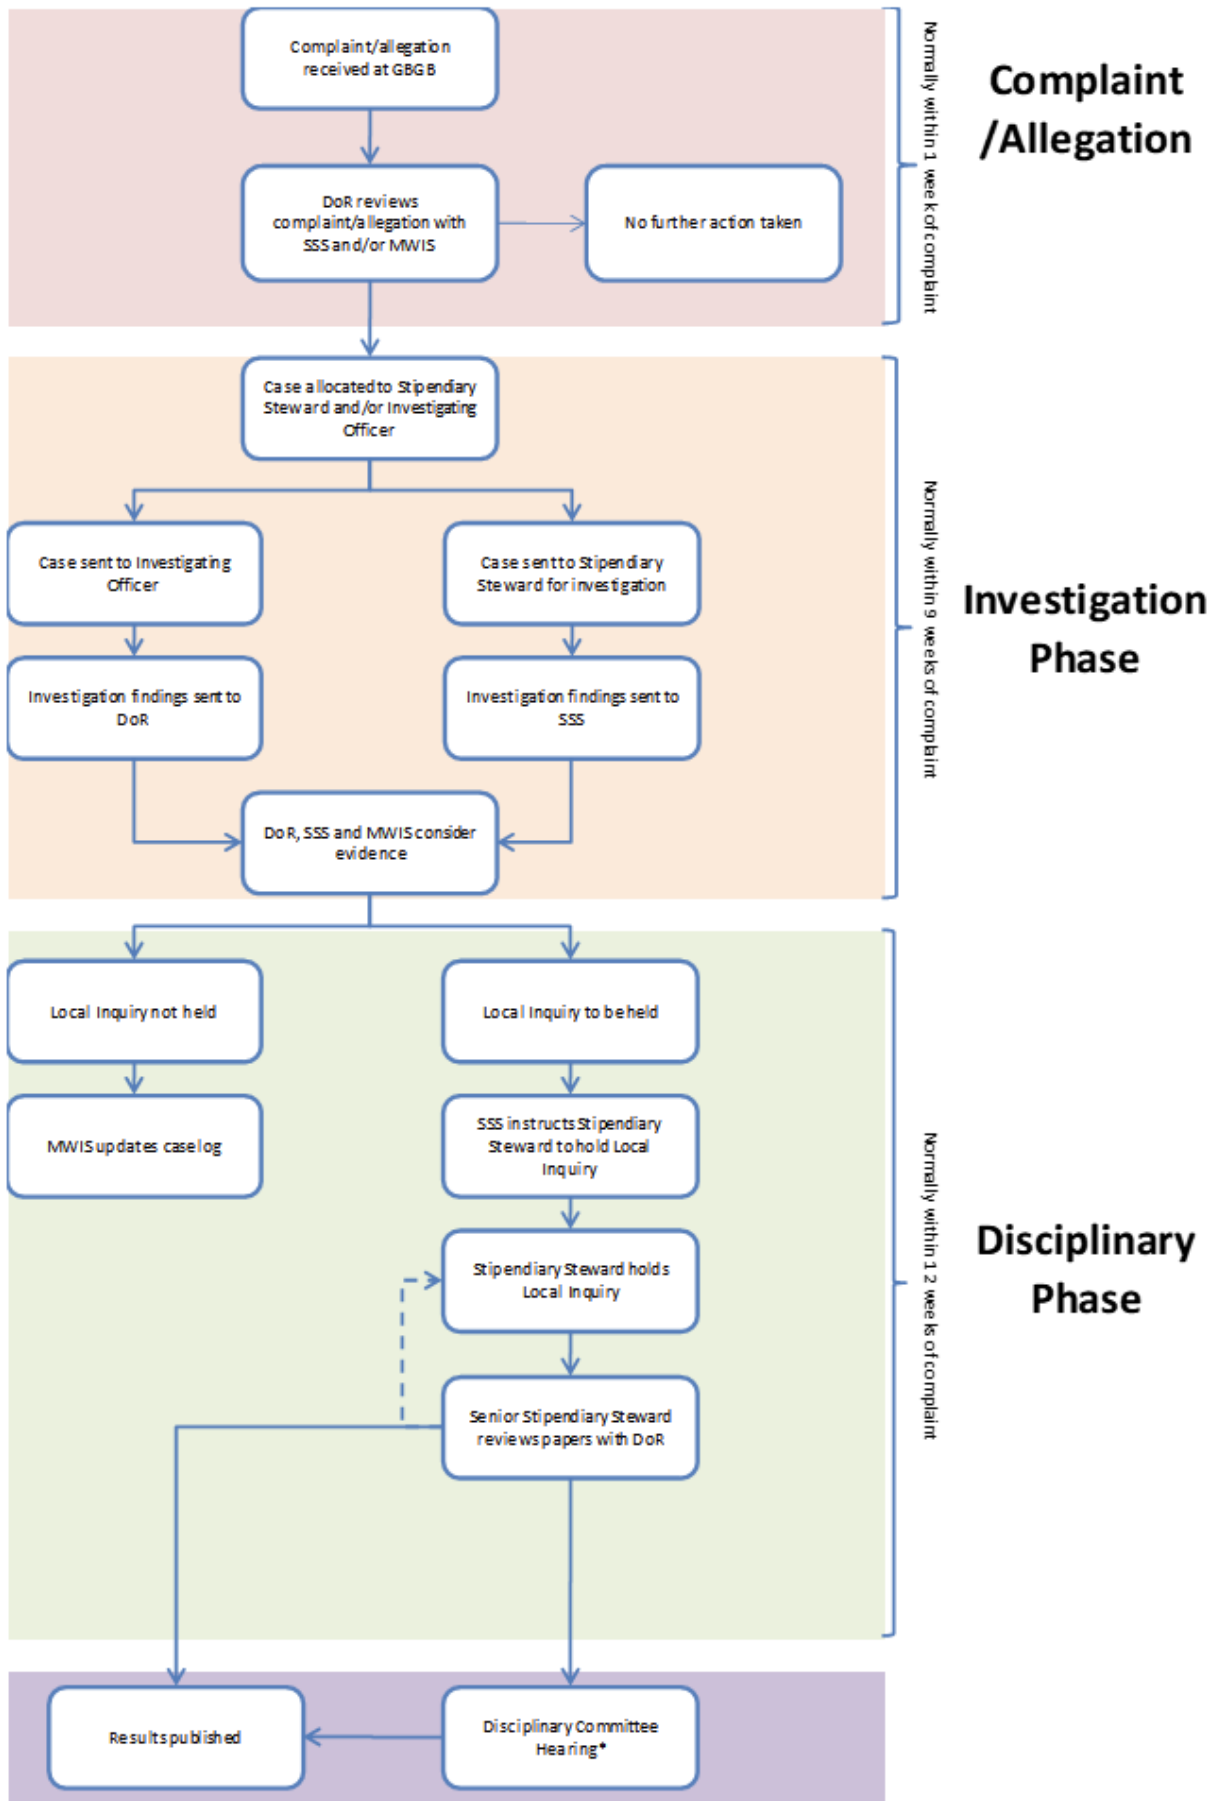 Complaint/allegation
received at GBGB
DoR reviews
complaint/allegation with
SSS and/or MWIS
No further action taken
Normally within 1 week of complaint
Complaint
/Allegation
Case allocated to Stipendiary
Steward and/or Investigating
Officer
Case sent to Investigating
Officer
Case sent to Stipendiary
Steward for investigation
Investigation findings sent to
DoR
Investigation findings sent to
SSS
DoR, SSS and MWIS consider
evidence
Normally within 9 weeks of complaint
Investigation
Phase
Local Inquiry not held
Local Inquiry to be held
MWIS updates case log
SSS instructs Stipendiary
Steward to hold Local
Inquiry
Stipendiary Steward holds
Local Inquiry
Senior Stipendiary Steward
reviews papers with DoR
Normally within 12 weeks of complaint
Disciplinary
Phase
Results published
Disciplinary Committee
Hearing*